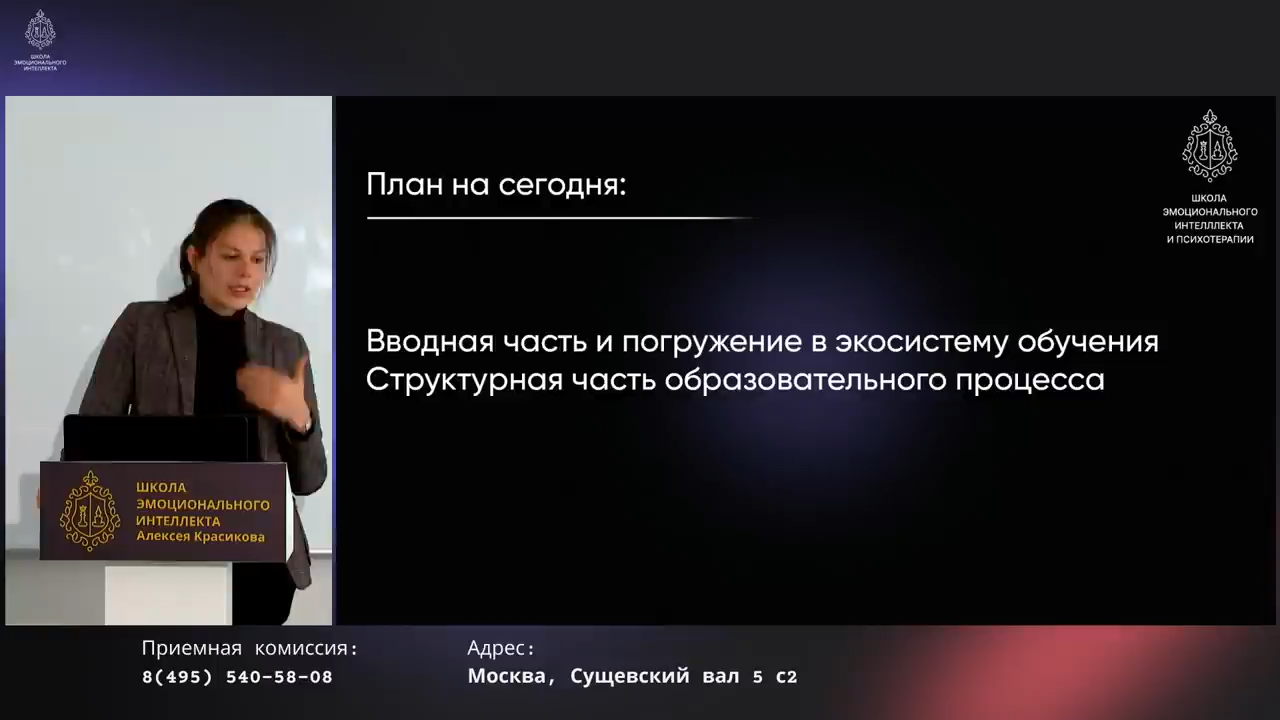 ШКОЛА
ЭМОЦИОНАЛЬНОГО
ИНТЕЛЛЕКТА
План на сегодня:
ШКОЛА
ЭМОЦИОНАЛЬНОГО
ИНТЕЛЛЛЕКТА
И ПСИХОТЕРАПИИ
Вводная часть и погружение в экосистему обучения
Структурная часть образовательного процесса
ШКОЛА
ЭМОЦИОНАЛЬНОГО
ИНТЕЛЛЕКТА
Алексея Красикова
Приемная комиссия:
8(495) 540-58-08
Адрес:
Москва, Сущевский вал 5 с2